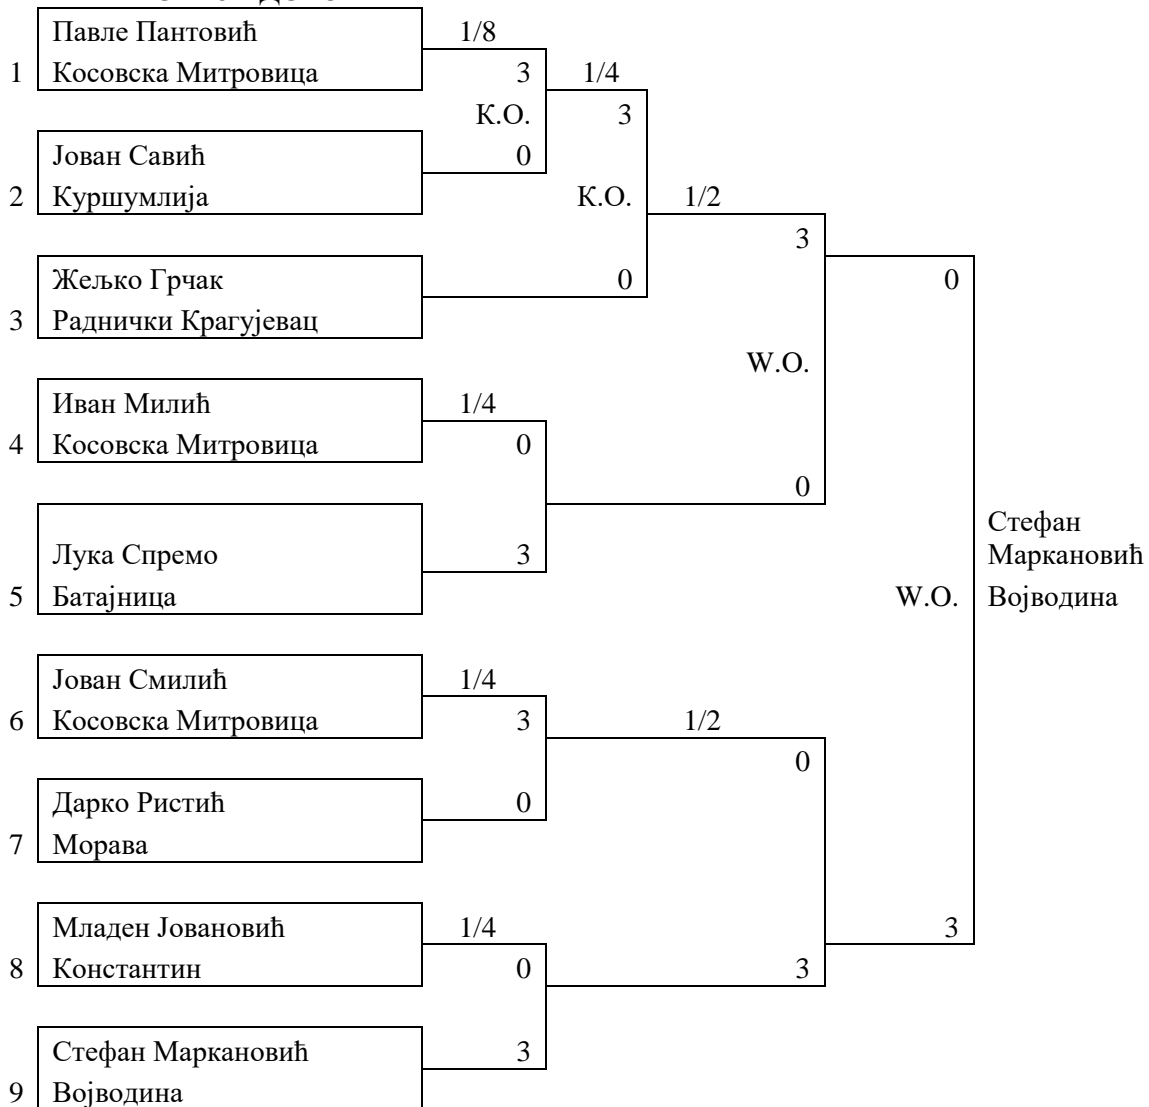 Павле Пантовић 1/8
1 Косовска Митровица 3 1/4
К.О. 3
Јован Савић 0
2 Куршумлија К.О. 1/2
3
Жељко Грчак 0 0
3 Раднички Крагујевац
W.O.
Иван Милић 1/4
4 Косовска Митровица 0
0
Стефан
Лука Спремо 3 Маркановић
5 Батајница W.O. Војводина
Јован Смилић 1/4
6 Косовска Митровица 3 1/2
0
Дарко Ристић 0
7 Морава
Младен Јовановић 1/4 3
8 Константин 0 3
Стефан Маркановић 3
9 Војводина